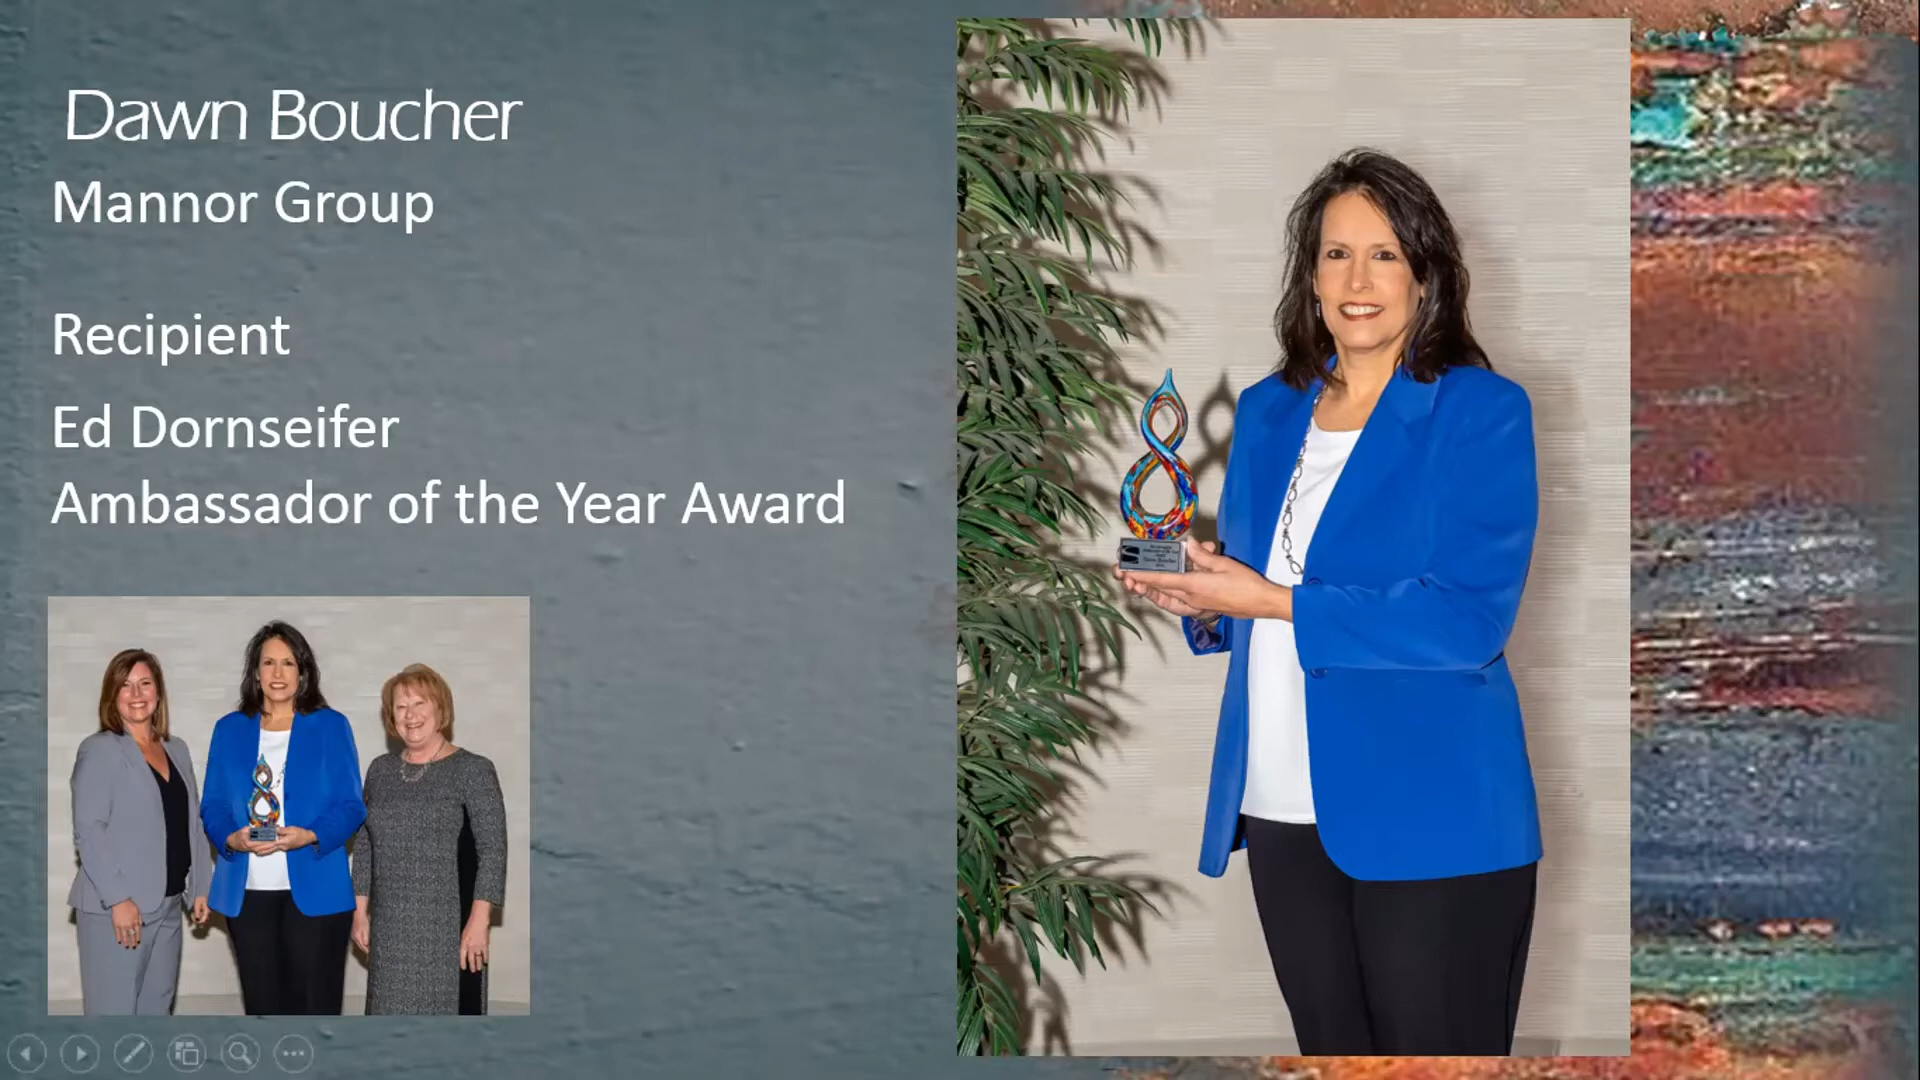 Dawn Boucher
Mannor Group
Recipient
Ed Dornseifer
Ambassador of the Year Award